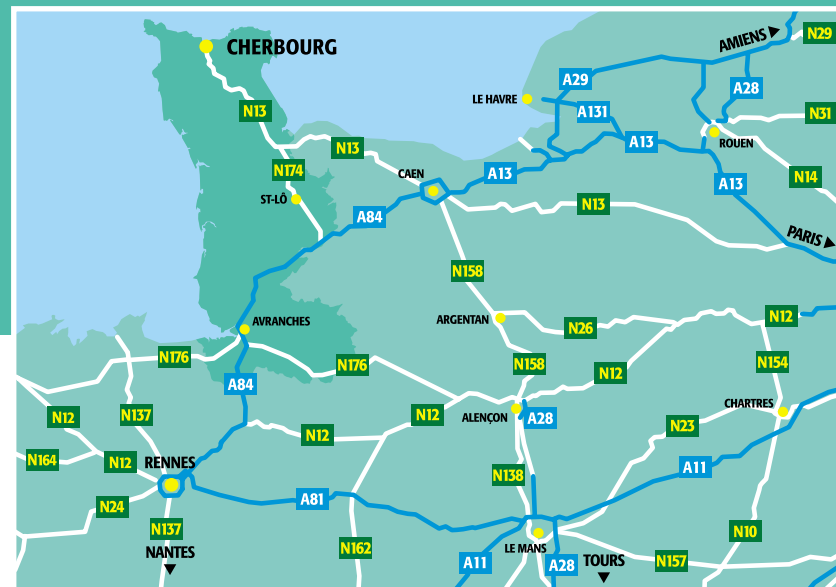 AMIENS
N29
CHERBOURG
A29
A28
LE HAVRE
N13
A131
N31
N13
A13
ROUEN
N174
CAEN
A13
N14
A13
ST-LÔ
A84
N13
PARIS
N158
AVRANCHES
ARGENTAN
N26
N12
N176
N176
N158
N12
N154
A84
N12
N137
N12
ALENÇON
A28
CHARTRES
N12
N23
N164
N12
RENNES
A11
N138
N24
A81
N137
N10
NANTES
N162
LE MANS
A11
A28
TOURS
N157